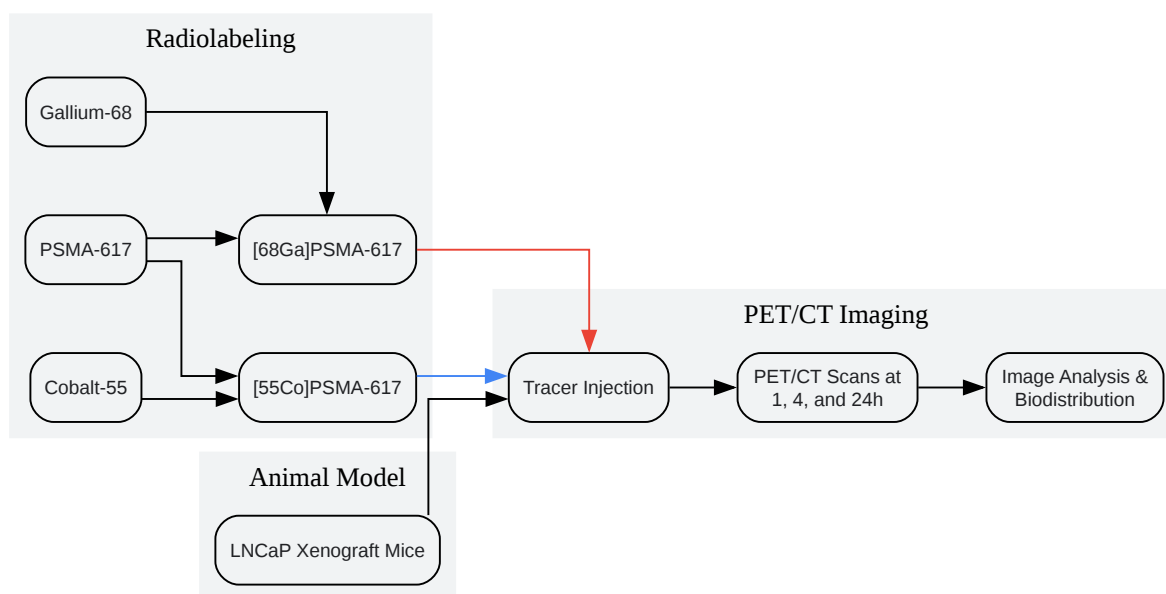 Radiolabeling
Gallium-68
PSMA-617
[68Ga]PSMA-617
Cobalt-55
[55Co]PSMA-617
Animal Model
LNCaP Xenograft Mice
PET/CT Imaging
Tracer Injection
PET/CT Scans at
1, 4, and 24h
Image Analysis &
Biodistribution